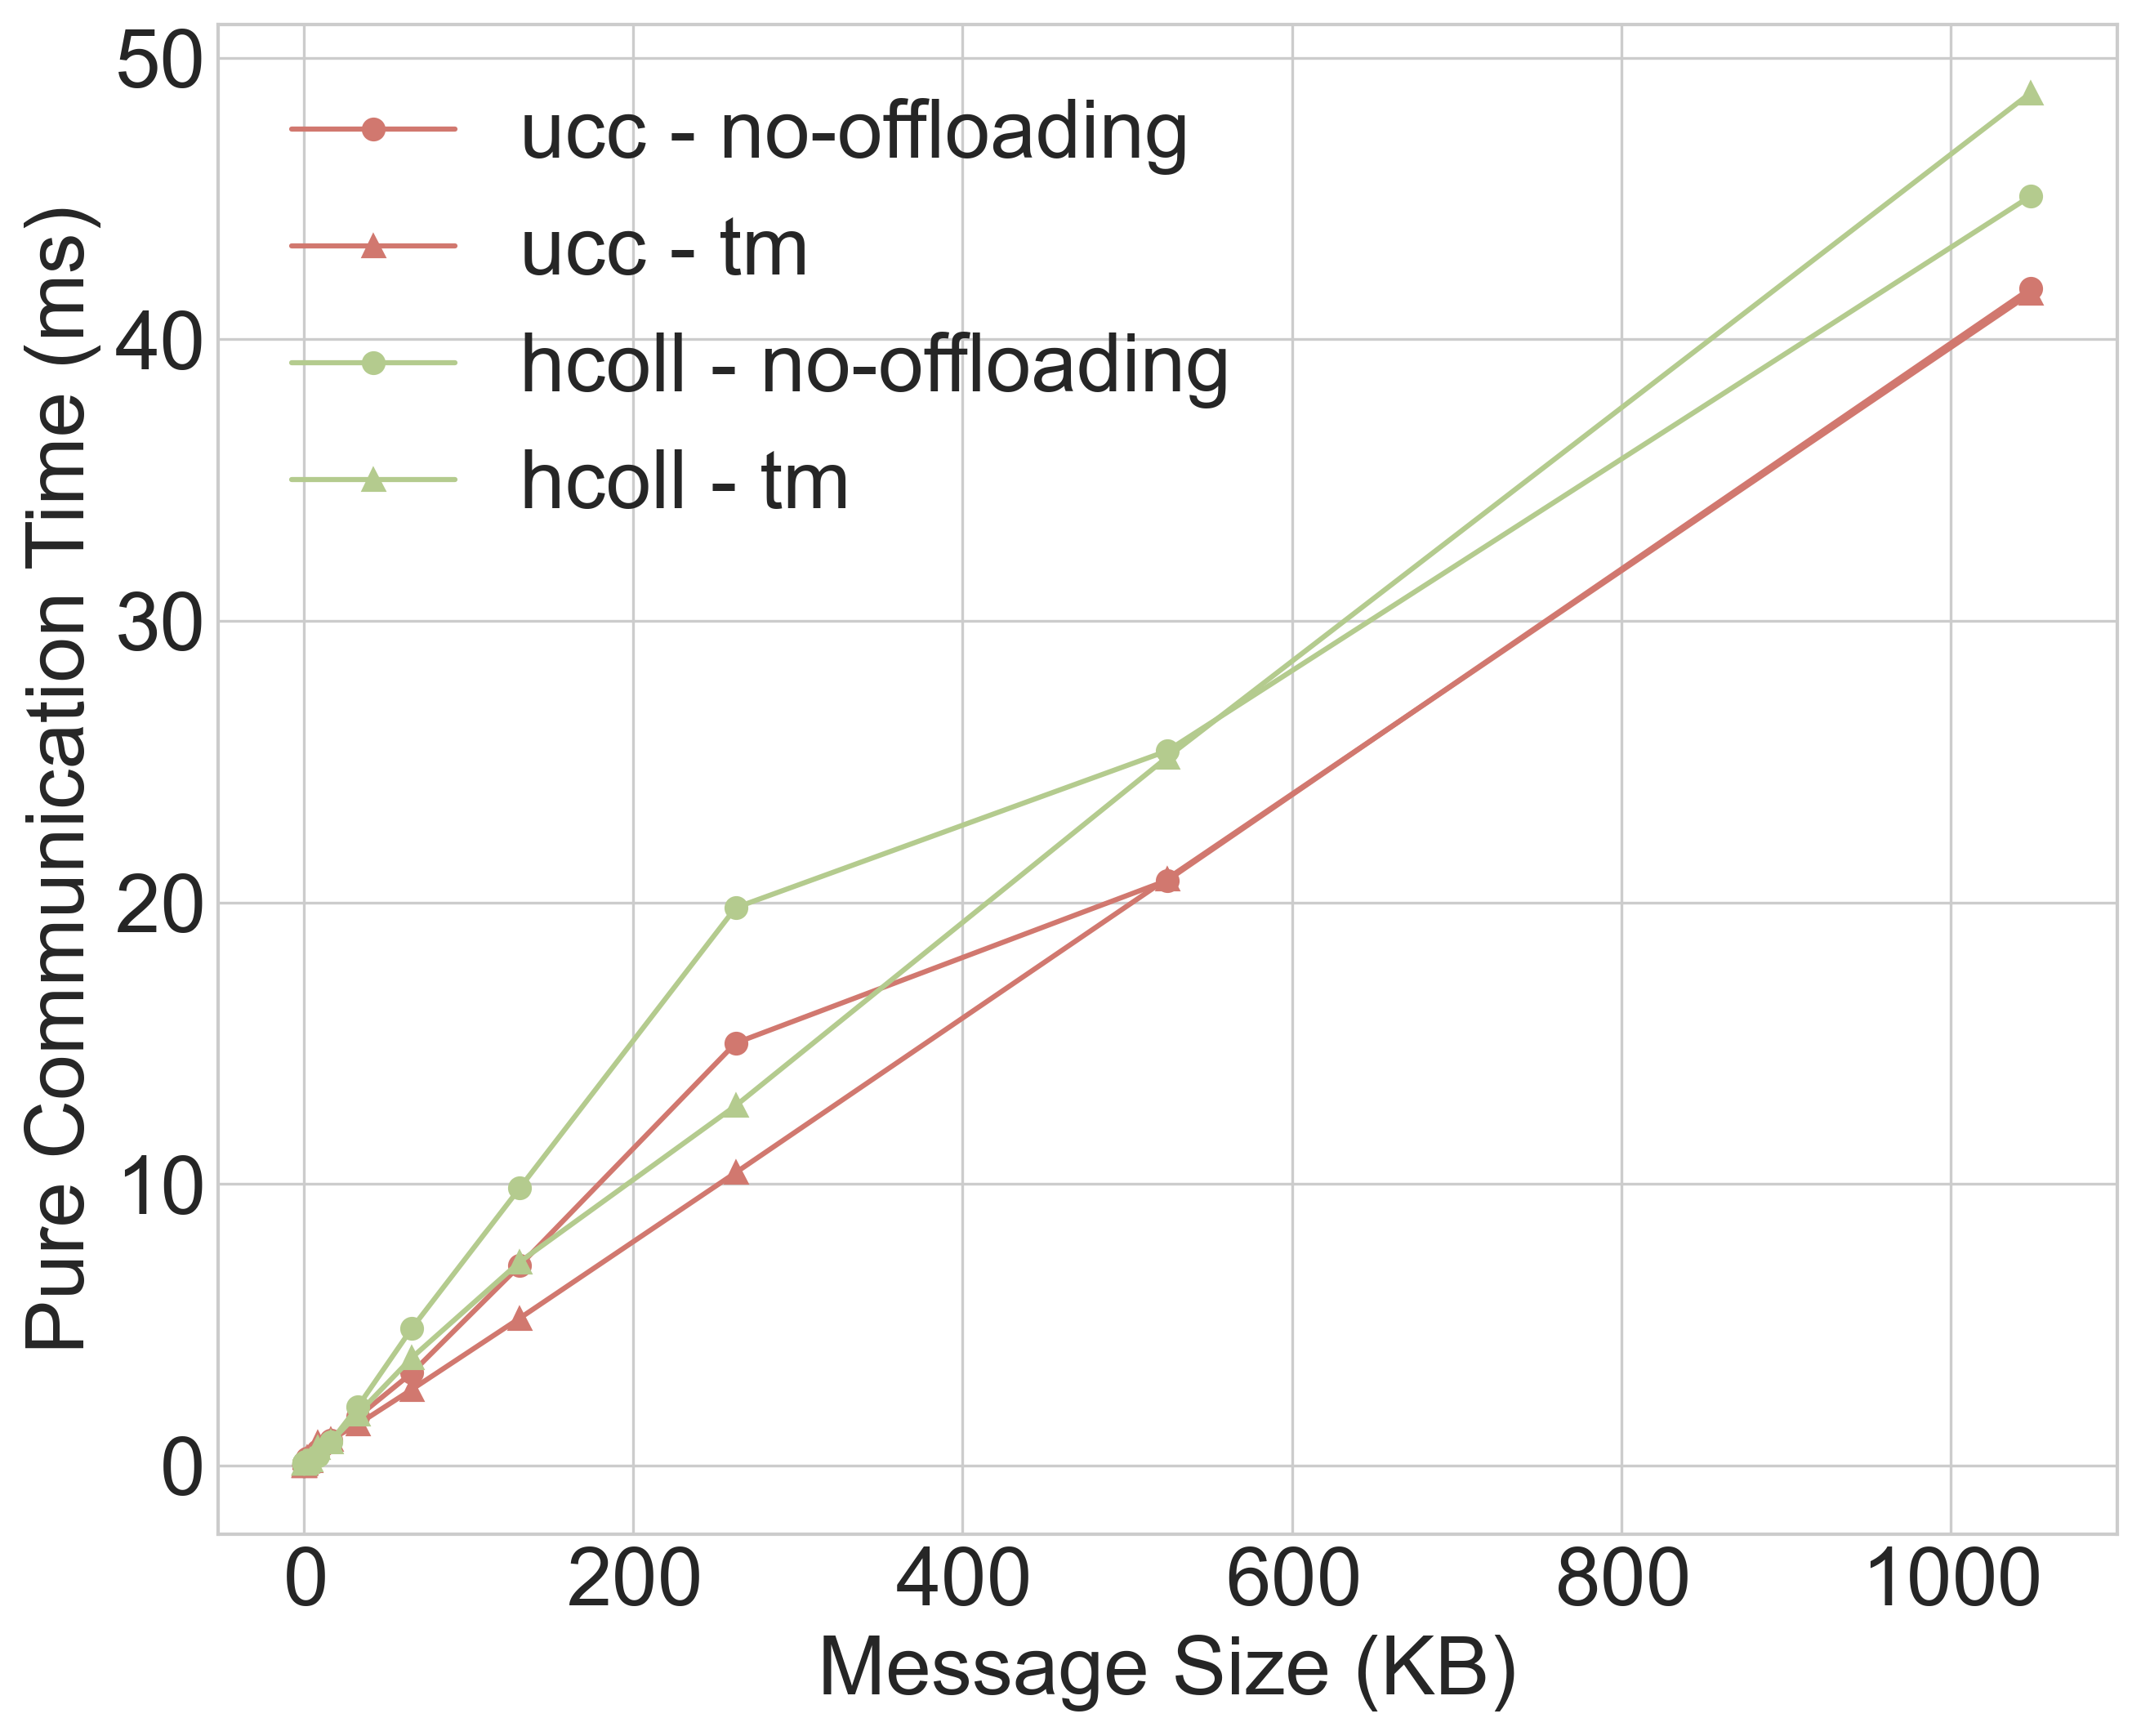 Pure Communication Time (ms)
50
40
30
20
10
0
ucc - no-offloading
ucc - tm
hcoll - no-offloading
hcoll - tm
0 200 400 600 800 1000
Message Size (KB)